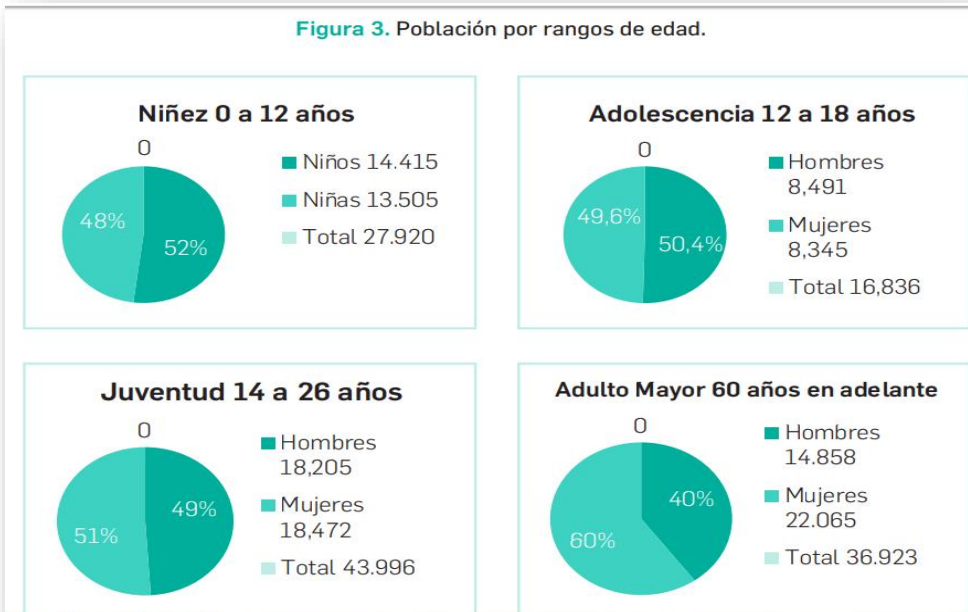 Figura 3. Población por rangos de edad.
Niñez 0 a 12 años
0
48%
52%
Niños 14.415
Niñas 13.505
Total 27.920
Adolescencia 12 a 18 años
0
49,6%
50,4%
Hombres
8,491
Mujeres
8,345
Total 16,836
Juventud 14 a 26 años
0
49%
51%
Hombres
18,205
Mujeres
18,472
Total 43.996
Adulto Mayor 60 años en adelante
0
40%
60%
Hombres
14.858
Mujeres
22.065
Total 36.923